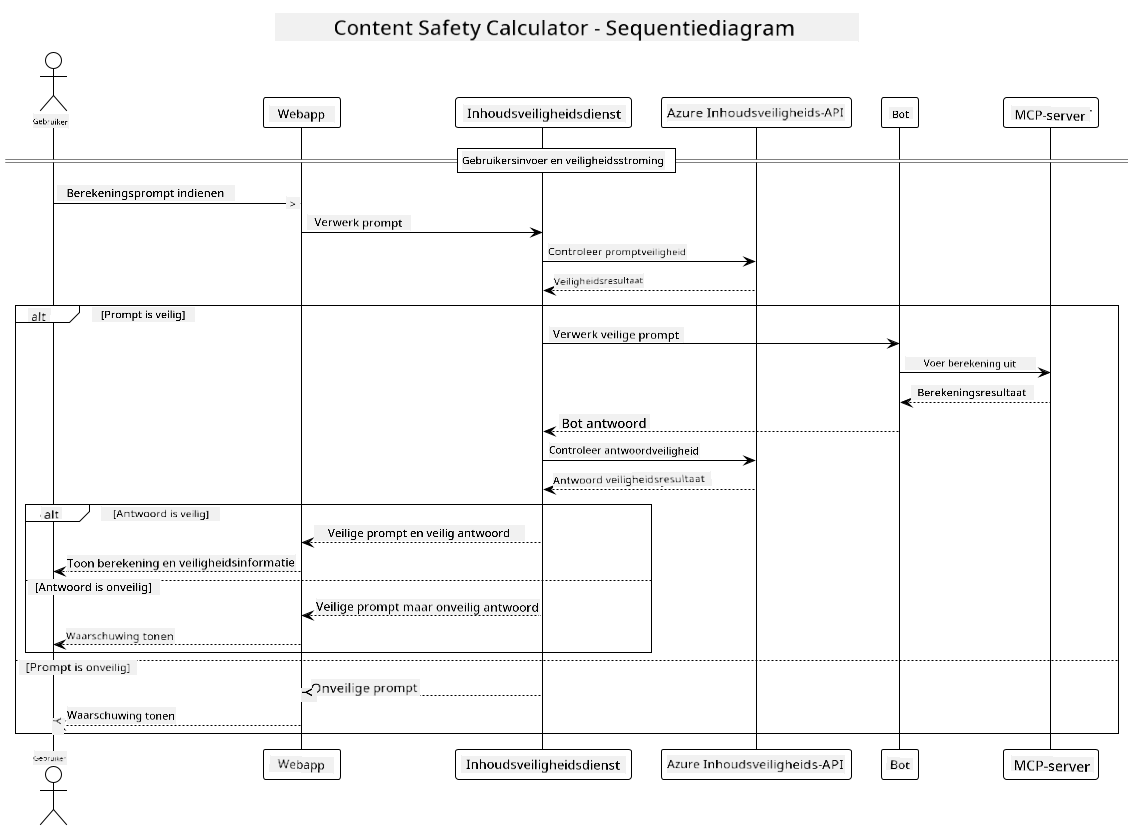 Content Safety Calculator - Sequentiediagram
Gebruiker
Webapp
Inhoudsveiligheidsdienst
Azure Inhoudsveiligheids-API
Bot
MCP-server
Gebruikersinvoer en veiligheidsstroming
Berekeningsprompt indienen
Verwerk prompt
Controleer promptveiligheid
Veiligheidsresultaat
alt
[Prompt is veilig]
Verwerk veilige prompt
Voer berekening uit
Berekeningsresultaat
Bot antwoord
Controleer antwoordveiligheid
Antwoord veiligheidsresultaat
alt
[Antwoord is veilig]
Veilige prompt en veilig antwoord
Toon berekening en veiligheidsinformatie
[Antwoord is onveilig]
Veilige prompt maar onveilig antwoord
Waarschuwing tonen
[Prompt is onveilig]
Onveilige prompt
Waarschuwing tonen
Gebruiker
Webapp
Inhoudsveiligheidsdienst
Azure Inhoudsveiligheids-API
Bot
MCP-server